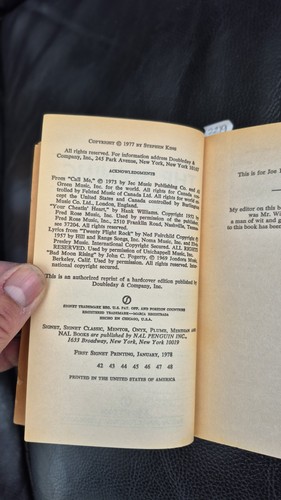 COPYRIGHT © 1977 BY STEPHEN KING
All rights reserved. For information address Doubleday &
Company, Inc., 245 Park Avenue, New York, New York 10167
ACKNOWLEDGMENTS
From "Call Me," © 1973 by Jec Music Publishing Co. and
Green Music, Inc. for the world. All rights for Canada con-
trolled by Felsted Music of Canada Ltd. All rights for world ex-
cept the United States and Canada controlled by Burlington
Music Co. Ltd., London, England.
"Your Cheatin' Heart," by Hank Williams. Copyright 1952 by
Fred Rose Music, Inc. Used by permission of the publisher,
Fred Rose Music, Inc., 2510 Franklin Road, Nashville, Tennes-
see 37204. All rights reserved.
Lyrics from "Twenty Flight Rock" by Ned Fairchild Copyright ©
1957 by Hill and Range Songs, Inc. Noma Music, Inc. and Elvis
Presley Music. International Copyright Secured. ALL RIGHTS
RESERVED. Used by permission of Unichappell Music, Inc.
"Bad Moon Rising" by John C. Fogerty, © 1969 Jondora Music,
Berkeley, Calif. Used by permission. All rights reserved. Inter-
national copyright secured.
This is an authorized reprint of a hardcover edition published by
Doubleday & Company, Inc.
SIGNET TRADEMARK REG. U.S. PAT. OFF. AND FOREIGN COUNTRIES
REGISTERED TRADEMARK—MARCA REGISTRADA
HECHO EN CHICAGO, U.S.A.
SIGNET, SIGNET CLASSIC, MENTOR, ONYX, PLUME, MERIDIAN and
NAL BOOKS are published by NAL PENGUIN INC.,
1633 Broadway, New York, New York 10019
FIRST SIGNET PRINTING, JANUARY, 1978
42 43 44 45 46 47 48
PRINTED IN THE UNITED STATES OF AMERICA
This is for Joe
My editor on this b
was Mr. Wi
a man of wit and
to this book has been